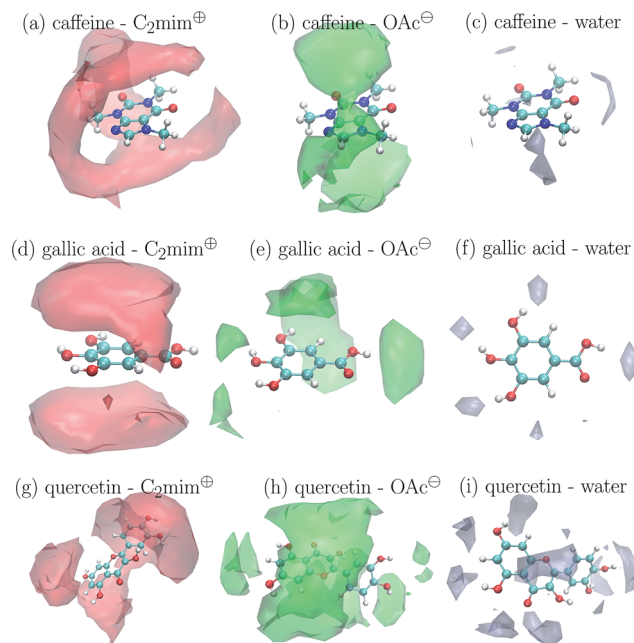 (a) caffeine - C₂mim⊕ (b) caffeine - OAc⊖ (c) caffeine - water
(d) gallic acid - C₂mim⊕ (e) gallic acid - OAc⊖ (f) gallic acid - water
(g) quercetin - C₂mim⊕ (h) quercetin - OAc⊖ (i) quercetin - water